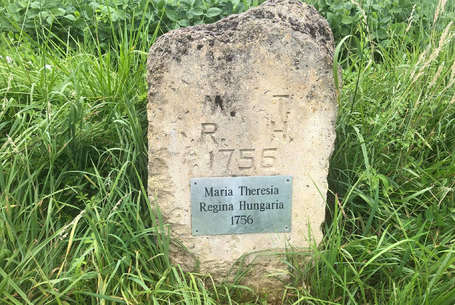 M. T.
R. H
1756
Maria Theresia
Regina Hungaria
1756